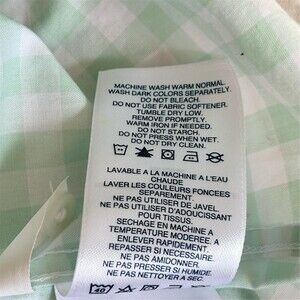 MACHINE WASH WARM NORMAL.
WASH DARK COLORS SEPARATELY.
DO NOT BLEACH.
DO NOT USE FABRIC SOFTENER.
TUMBLE DRY LOW.
REMOVE PROMPTLY.
WARM IRON IF NEEDED.
DO NOT STARCH.
DO NOT PRESS WHEN WET.
DO NOT DRY CLEAN.
LAVABLE A LA MACHINE A L'EAU
CHAUDE
LAVER LES COULEURS FONCEES
SEPAREMENT.
NE PAS UTILISER DE JAVEL.
NE PAS UTILISER D'ADOUCISSANT
POUR TISSUS.
SECHAGE EN MACHINE A
TEMPERATURE MODEREE. A
ENLEVER RAPIDEMENT.
REPASSER SI NECESSAIRE.
NE PAS AMIDONNER
NE PAS PRESSER SI HUMIDE.
NE PAS NETTOYER A SEC.
40